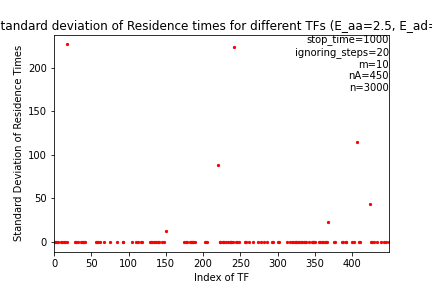 tandard deviation of Residence times for different TFs (E_aa=2.5, E_ad=
stop_time=1000
ignoring_steps=20
m=10
nA=450
n=3000
200
150
100
50
0
Standard Deviation of Residence Times
0 50 100 150 200 250 300 350 400
Index of TF